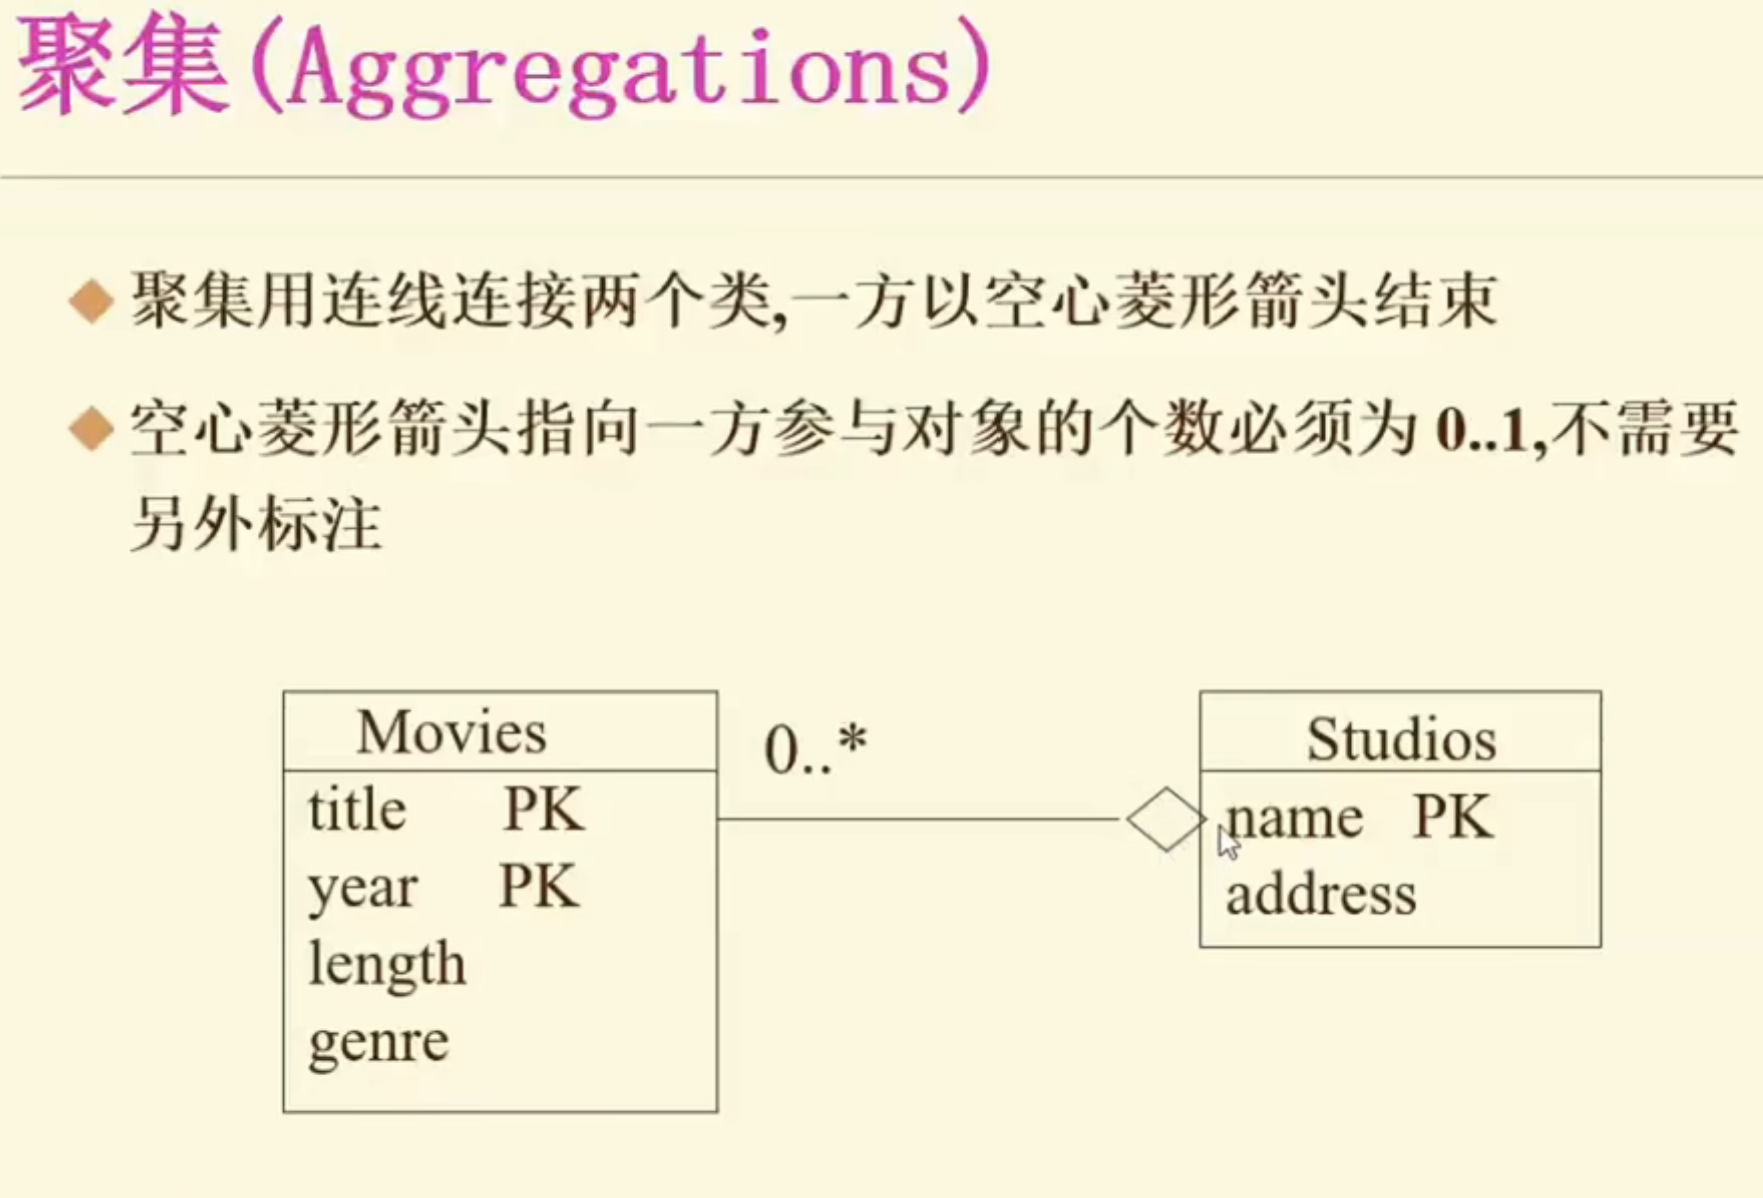 聚集(Aggregations)
聚集用连线连接两个类,一方以空心菱形箭头结束
空心菱形箭头指向一方参与对象的个数必须为 0..1,不需要
另外标注
Movies
title PK
year PK
length
genre
0..*
Studios
name PK
address